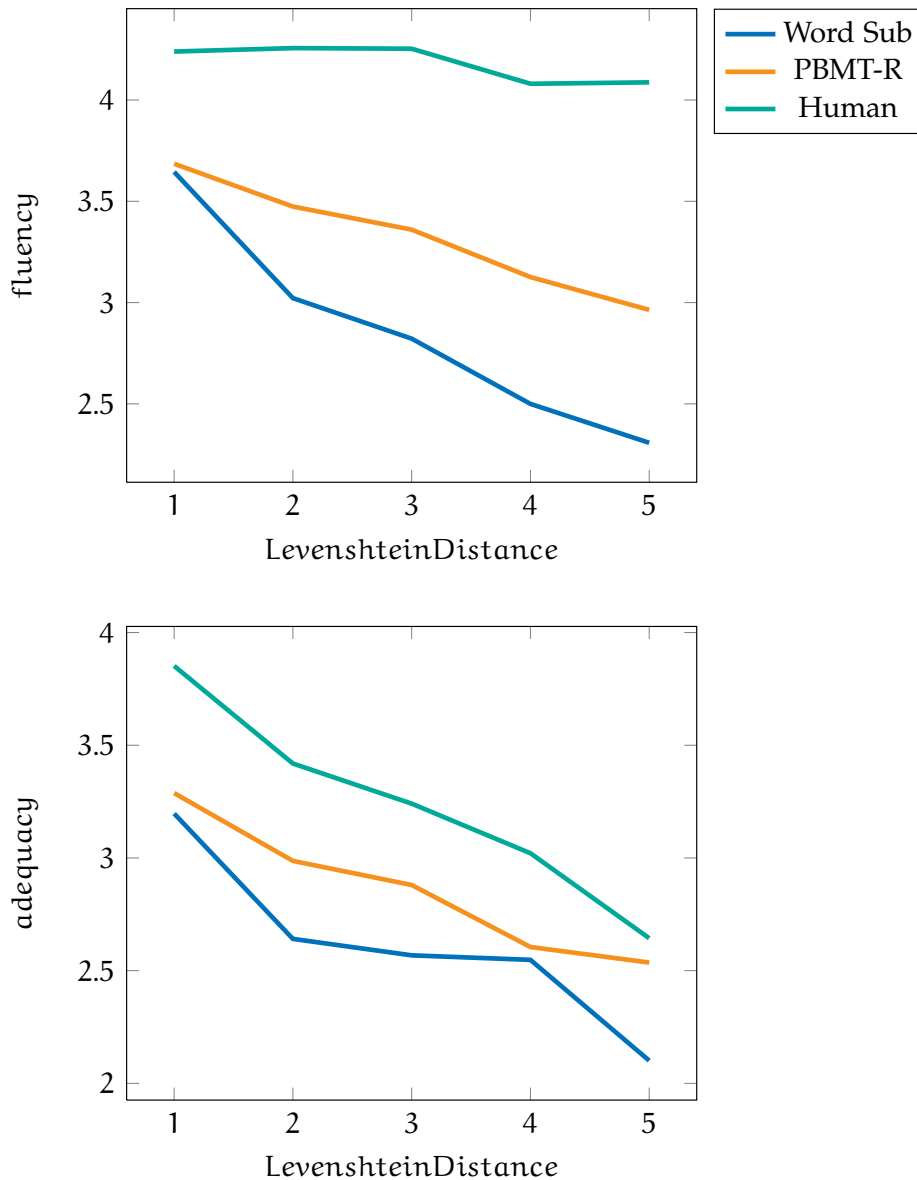 Word Sub
PBMT-R
Human
4
3.5
3
2.5
fluency
1 2 3 4 5
LevenshteinDistance
4
3.5
3
2.5
2
adequacy
1 2 3 4 5
LevenshteinDistance